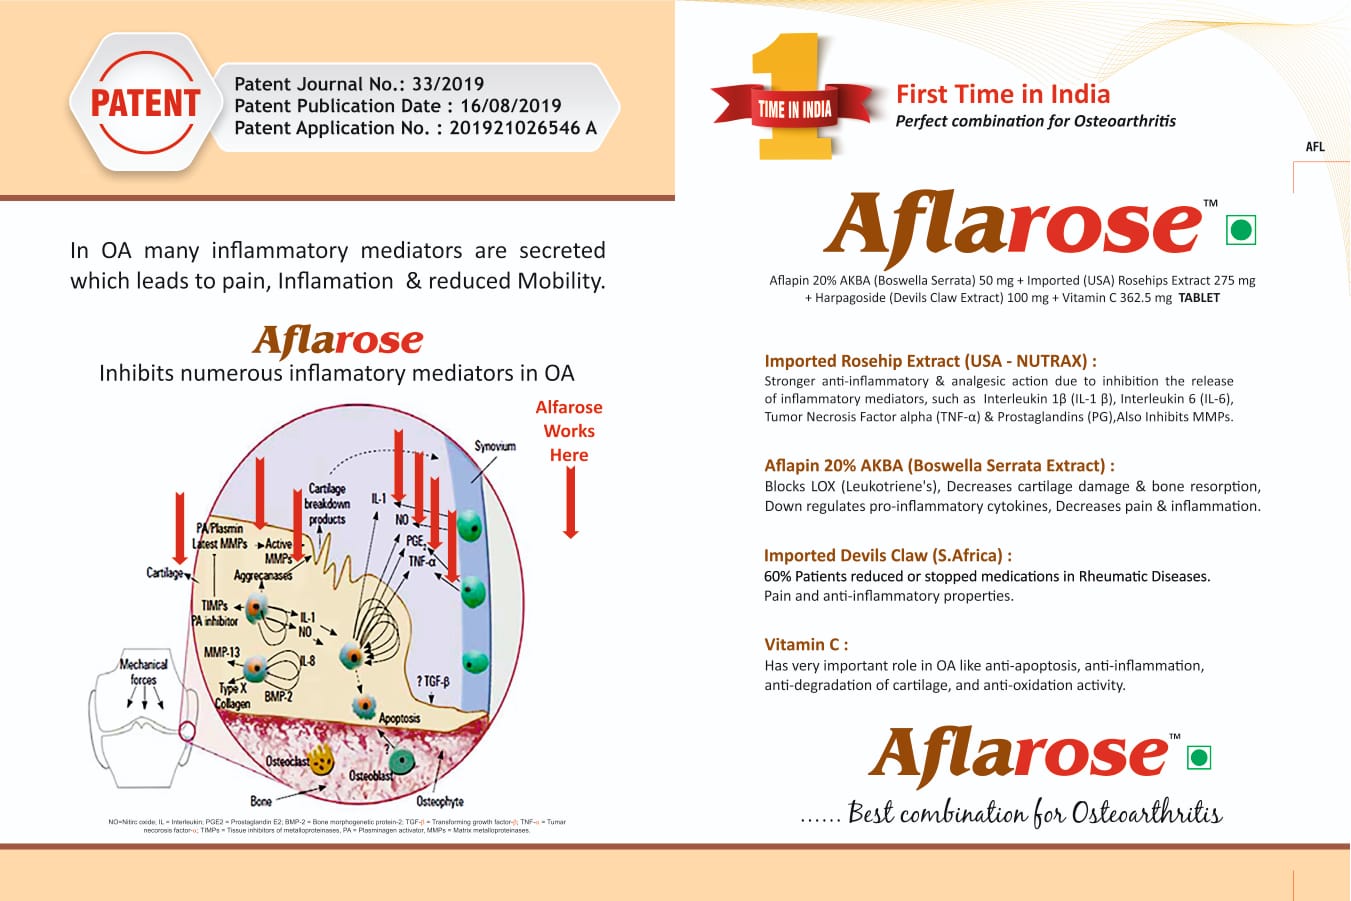 PATENT
Patent Journal No.: 33/2019
Patent Publication Date : 16/08/2019
Patent Application No. : 201921026546 A
In OA many inflammatory mediators are secreted
which leads to pain, Inflamation & reduced Mobility.
Aflarose
Inhibits numerous inflamatory mediators in OA
Alfarose
Works
Here
Synovium
Cartilage
breakdown
products
IL-1
NO
PGE2
TNF-α
PA/Plasmin
Latest MMPs
Active
MMPs
Aggrecanases
Cartilage
TIMPs
PA inhibitor
IL-1
NO
MMP-13
IL-8
Type X
Collagen
BMP-2
? TGF-β
Apoptosis
Mechanical
forces
?
Osteoclast
Osteoblast
Bone
Osteophyte
NO=Nitirc oxide; IL = Interleukin; PGE2 = Prostaglandin E2; BMP-2 = Bone morphogenetic protein-2; TGF-β = Transforming growth factor-β; TNF-α = Tumar
necorosis factor-α; TIMPs = Tissue inhibitors of metalloproteinases, PA = Plasminagen activator, MMPs = Matrix metalloproteinases.
1
TIME IN INDIA
First Time in India
Perfect combination for Osteoarthritis
AFL
Aflarose™
Aflapin 20% AKBA (Boswella Serrata) 50 mg + Imported (USA) Rosehips Extract 275 mg
+ Harpagoside (Devils Claw Extract) 100 mg + Vitamin C 362.5 mg TABLET
Imported Rosehip Extract (USA - NUTRAX) :
Stronger anti-inflammatory & analgesic action due to inhibition the release
of inflammatory mediators, such as Interleukin 1β (IL-1 β), Interleukin 6 (IL-6),
Tumor Necrosis Factor alpha (TNF-α) & Prostaglandins (PG),Also Inhibits MMPs.
Aflapin 20% AKBA (Boswella Serrata Extract) :
Blocks LOX (Leukotriene's), Decreases cartilage damage & bone resorption,
Down regulates pro-inflammatory cytokines, Decreases pain & inflammation.
Imported Devils Claw (S.Africa) :
60% Patients reduced or stopped medications in Rheumatic Diseases.
Pain and anti-inflammatory properties.
Vitamin C :
Has very important role in OA like anti-apoptosis, anti-inflammation,
anti-degradation of cartilage, and anti-oxidation activity.
Aflarose™
...... Best combination for Osteoarthritis